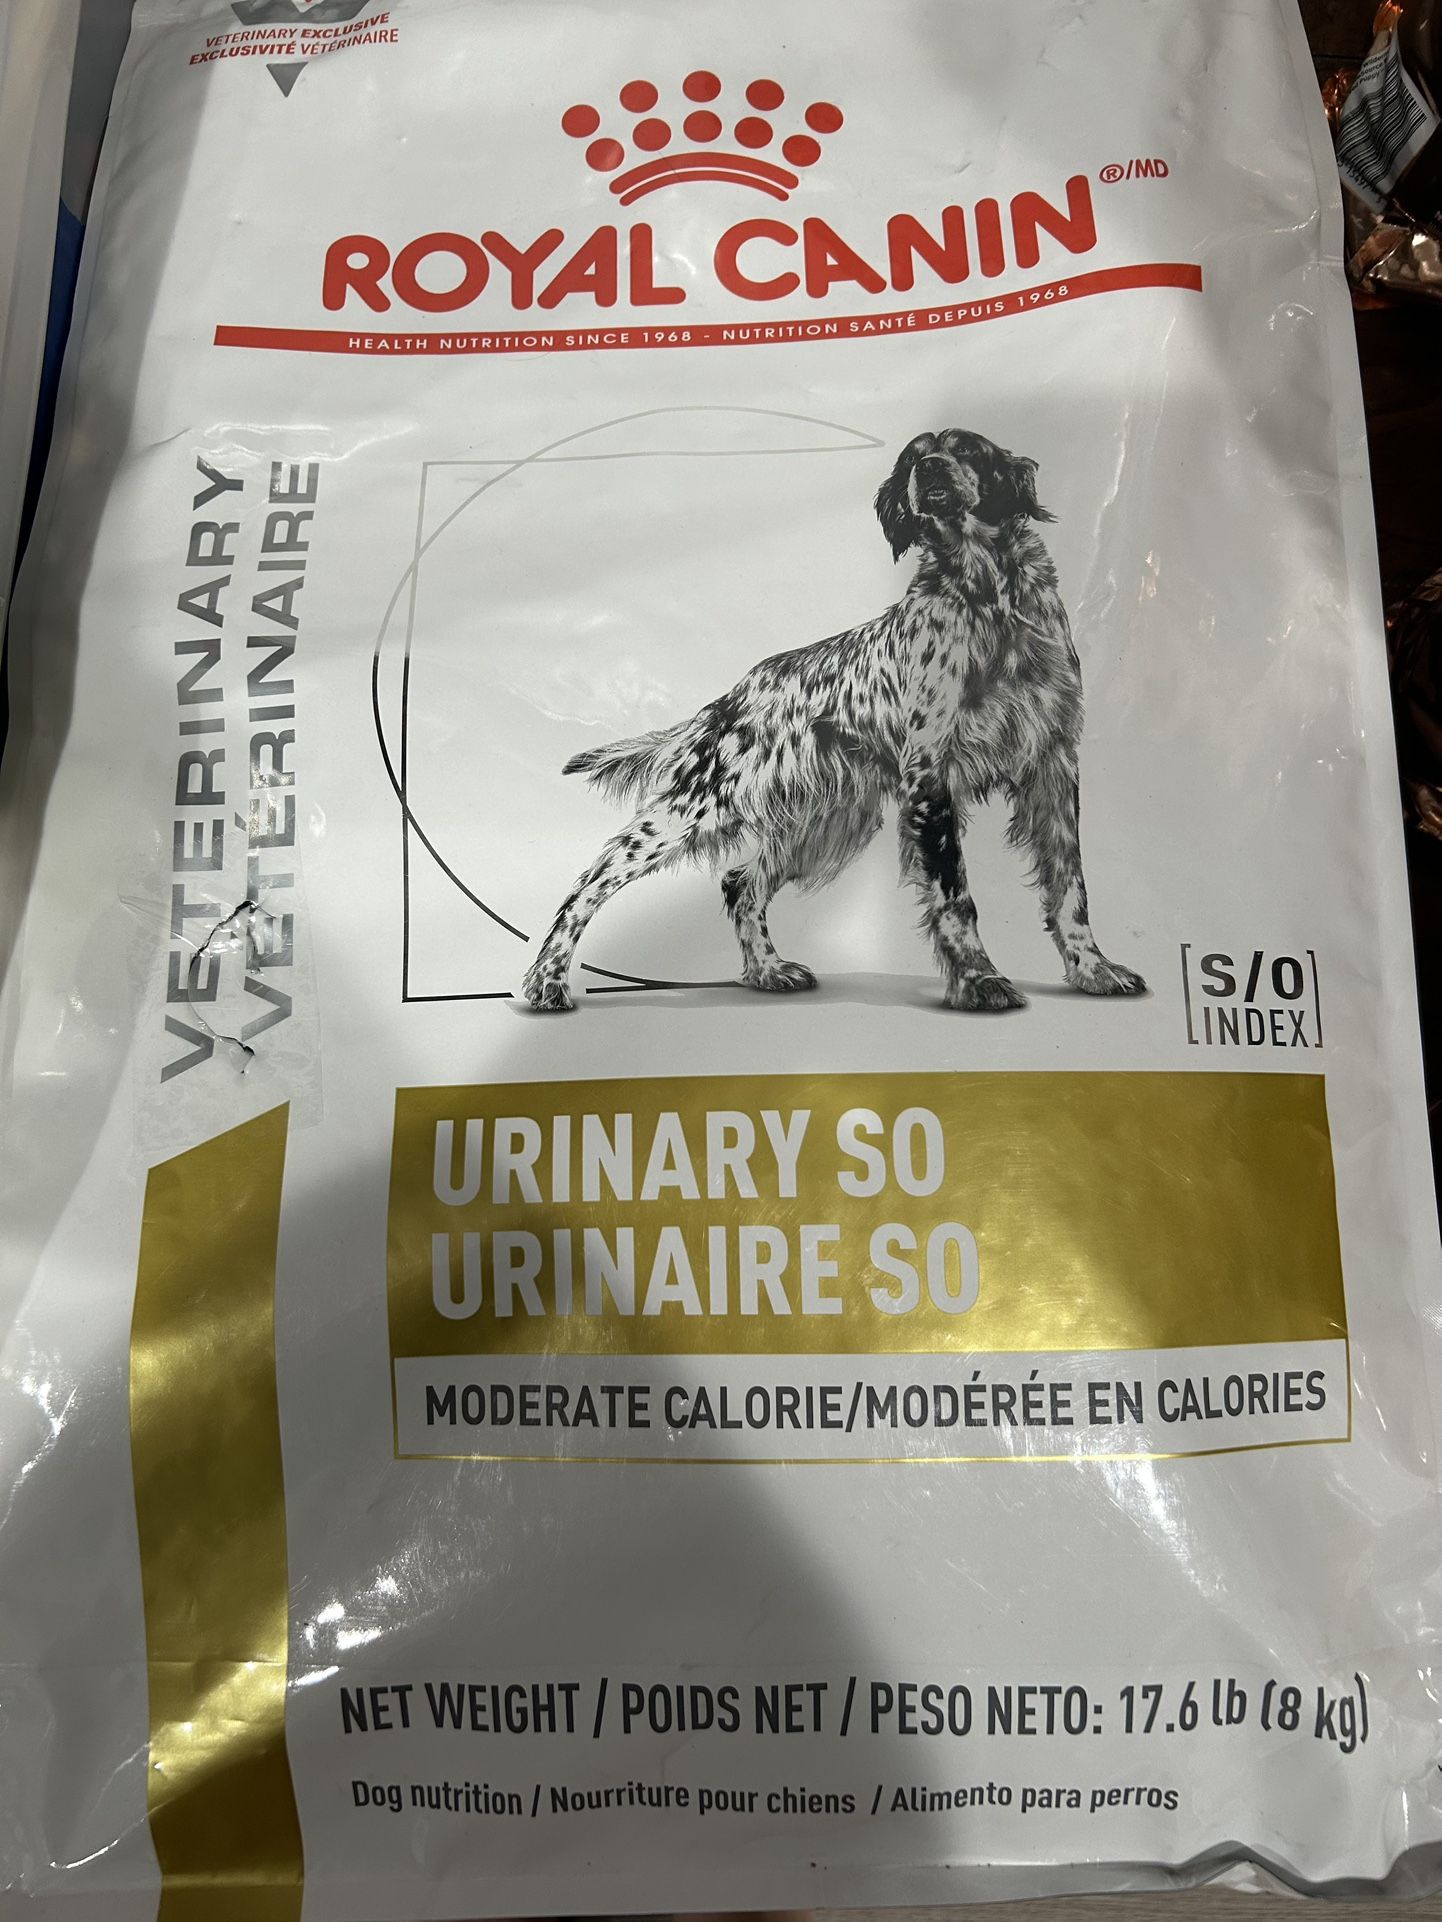 VETERINARY EXCLUSIVE
EXCLUSIVITÉ VÉTÉRINAIRE
ROYAL CANIN®/MD
HEALTH NUTRITION SINCE 1968 - NUTRITION SANTÉ DEPUIS 1968
VETERINARY
VÉTÉRINAIRE
S/O
INDEX
URINARY SO
URINAIRE SO
MODERATE CALORIE/MODÉRÉE EN CALORIES
NET WEIGHT / POIDS NET / PESO NETO: 17.6 lb (8 kg)
Dog nutrition / Nourriture pour chiens / Alimento para perros